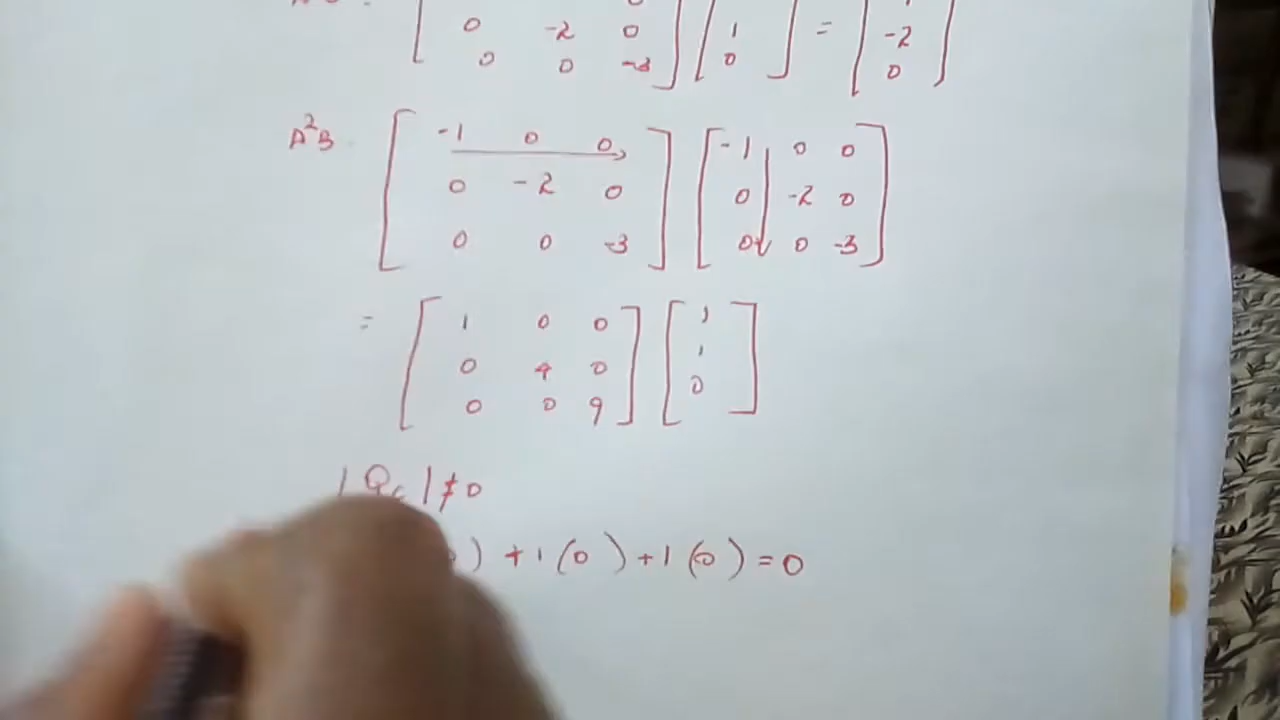 0 -2 0 1 = -2
0 0 -3 0 0
A²B -1 0 0 -1 0 0
0 -2 0 0 -2 0
0 0 -3 0 0 -3
= 1 0 0 1
0 4 0 1
0 0 9 0
|Qc| ≠ 0
) + 1 (0) + 1 (0) = 0